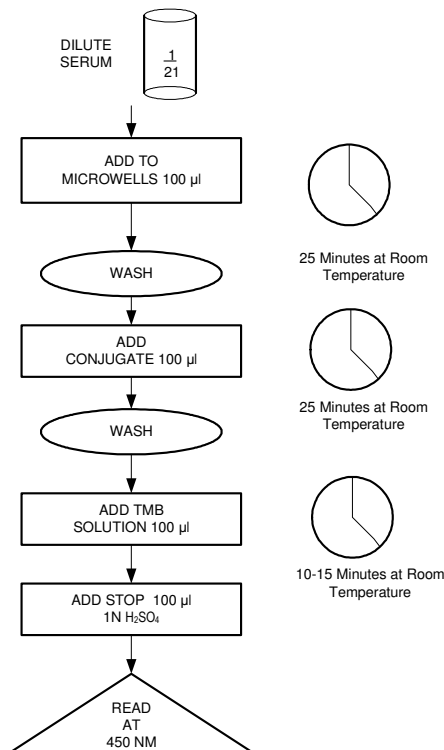 DILUTE
SERUM
1
21
ADD TO
MICROWELLS 100 µl
25 Minutes at Room
Temperature
WASH
ADD
CONJUGATE 100 µl
25 Minutes at Room
Temperature
WASH
ADD TMB
SOLUTION 100 µl
10-15 Minutes at Room
Temperature
ADD STOP 100 µl
1N H₂SO₄
READ
AT
450 NM